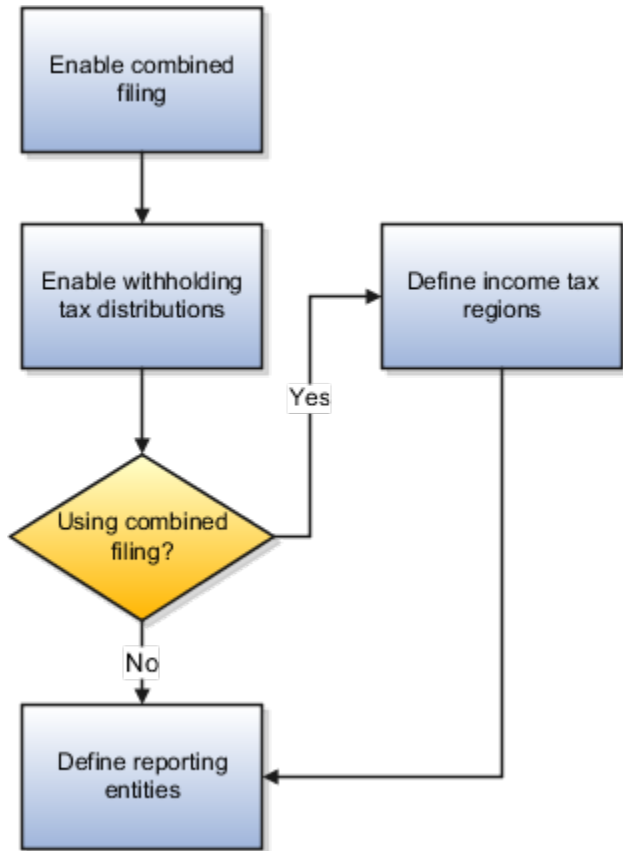 Enable combined
filing
Enable withholding
tax distributions
Define income tax
regions
Yes
Using combined
filing?
No
Define reporting
entities